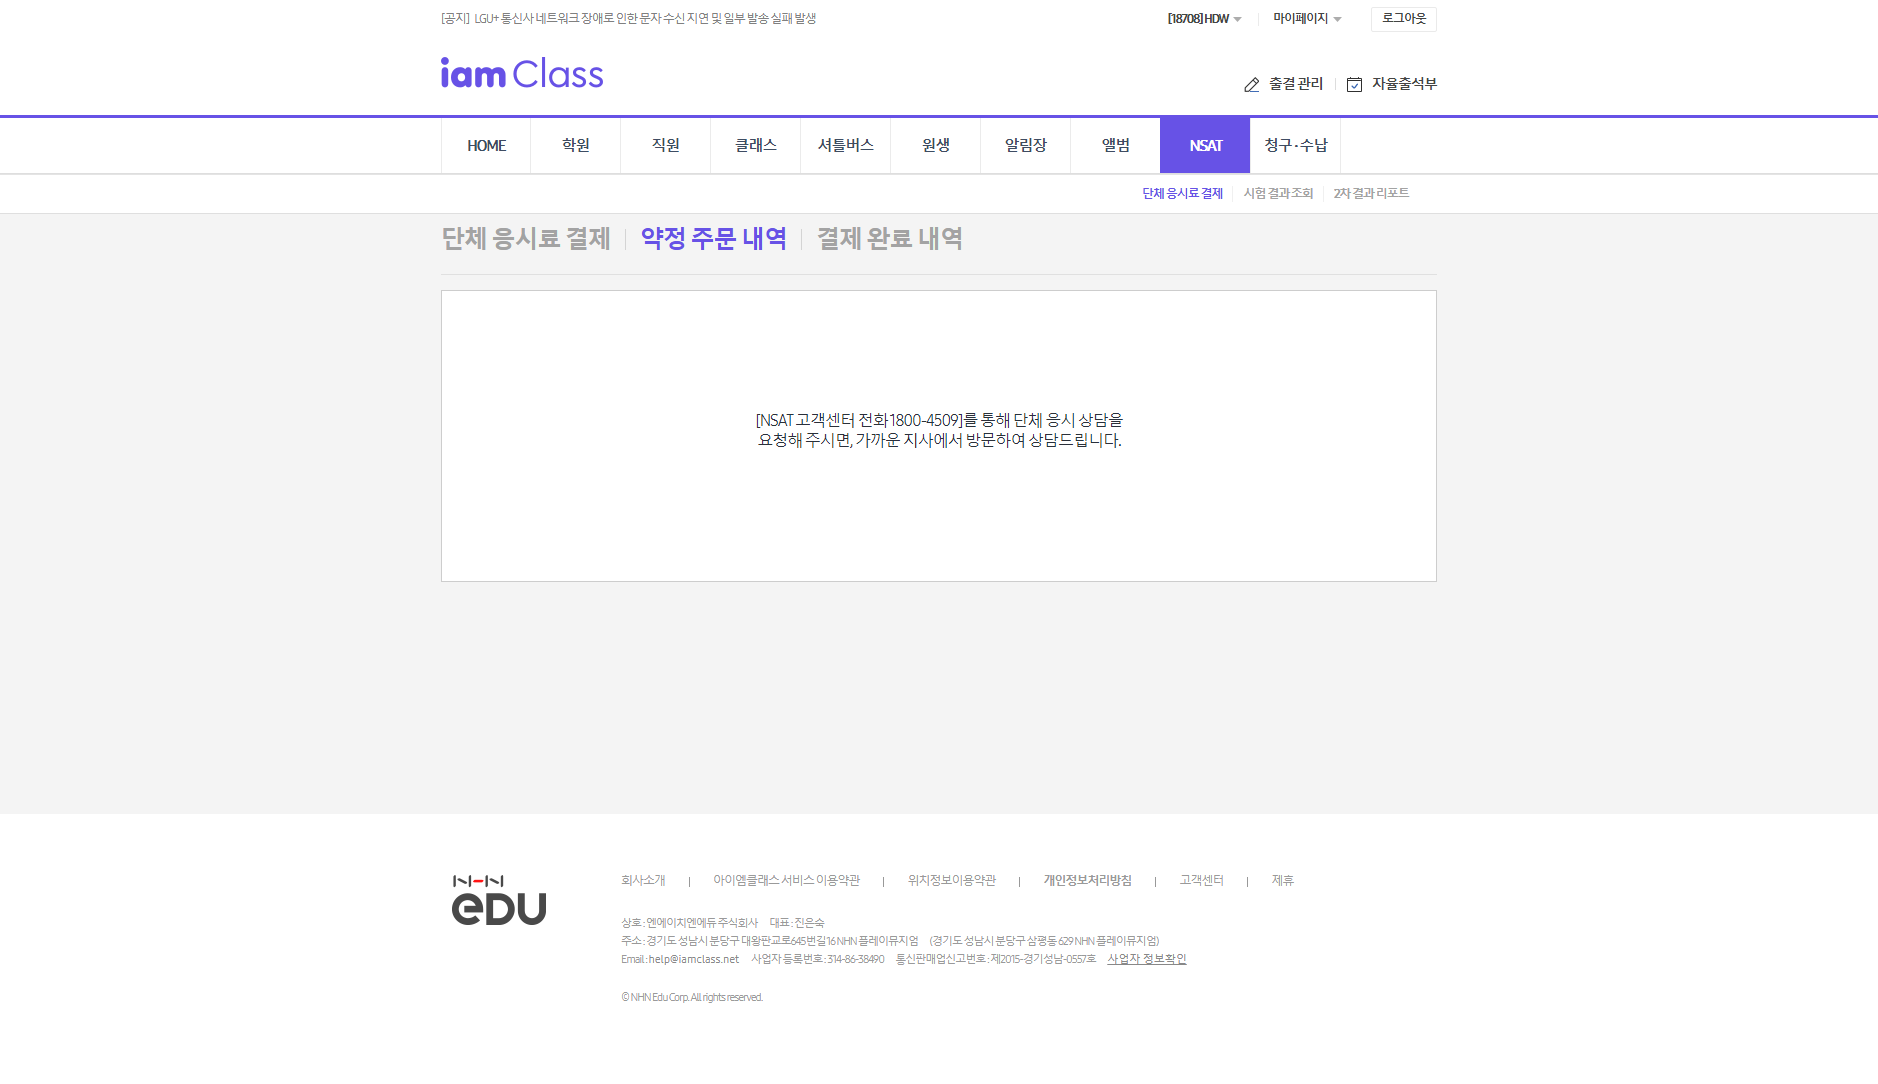 [공지] LGU+ 통신사 네트워크 장애로 인한 문자 수신 지연 및 일부 발송 실패 발생
[18708] HDW 마이페이지 로그아웃
iam Class
출결 관리 자율출석부
HOME 학원 직원 클래스 셔틀버스 원생 알림장 앨범 NSAT 청구·수납
단체 응시료 결제 시험 결과 조회 2차 결과 리포트
단체 응시료 결제 약정 주문 내역 결제 완료 내역
[NSAT 고객센터 전화 1800-4509]를 통해 단체 응시 상담을
요청해 주시면, 가까운 지사에서 방문하여 상담드립니다.
NHN edu
회사소개 아이엠클래스 서비스 이용약관 위치정보이용약관 개인정보처리방침 고객센터 제휴
상호 : 엔에이치엔에듀 주식회사 대표 : 진은숙
주소 : 경기도 성남시 분당구 대왕판교로645번길 16 NHN 플레이뮤지엄 (경기도 성남시 분당구 삼평동 629 NHN 플레이뮤지엄)
Email : help@iamclass.net 사업자 등록번호 : 314-86-38490 통신판매업신고번호 : 제2015-경기성남-0557호 사업자 정보확인
© NHN Edu Corp. All rights reserved.